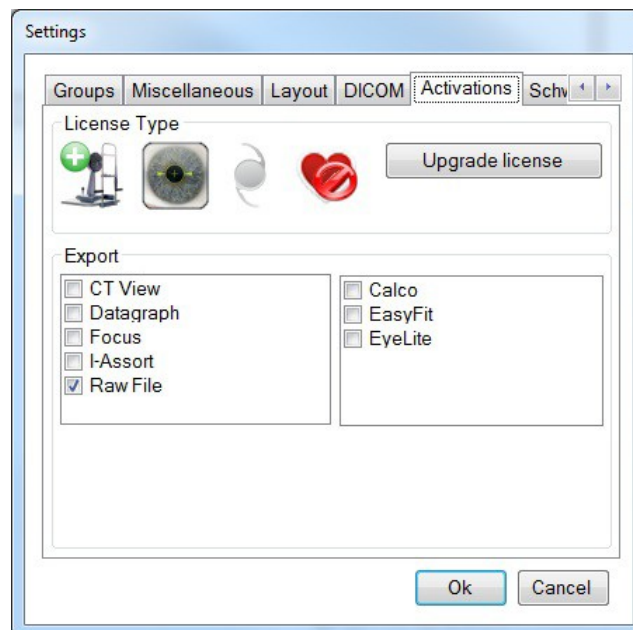 Settings
Groups Miscellaneous Layout DICOM Activations Schw
License Type
Upgrade license
Export
CT View
Datagraph
Focus
I-Assort
Raw File
Calco
EasyFit
EyeLite
Ok Cancel